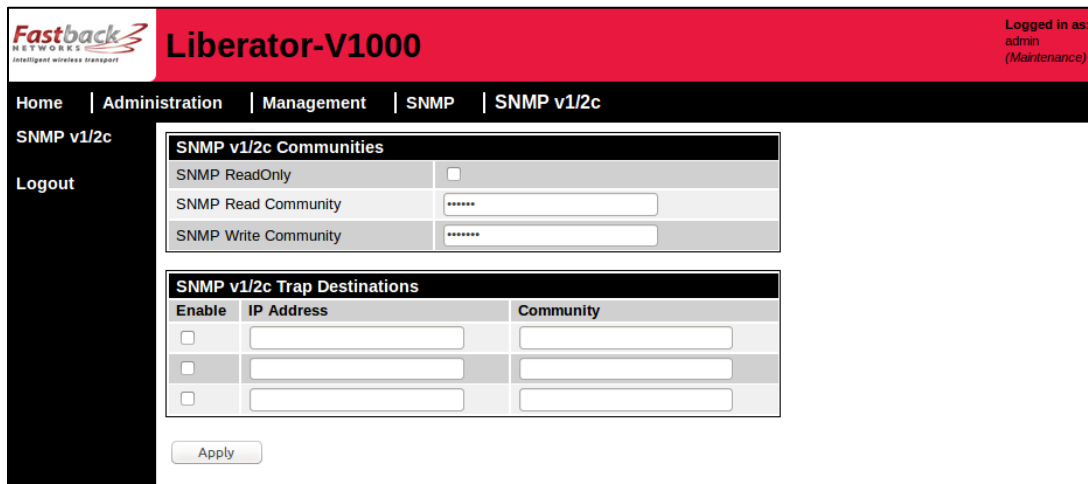 Fastback
NETWORKS
intelligent wireless transport
Liberator-V1000
Logged in as:
admin
(Maintenance)
Home | Administration | Management | SNMP | SNMP v1/2c
SNMP v1/2c
Logout
SNMP v1/2c Communities
SNMP ReadOnly
SNMP Read Community ••••••
SNMP Write Community •••••••
SNMP v1/2c Trap Destinations
Enable IP Address Community
Apply